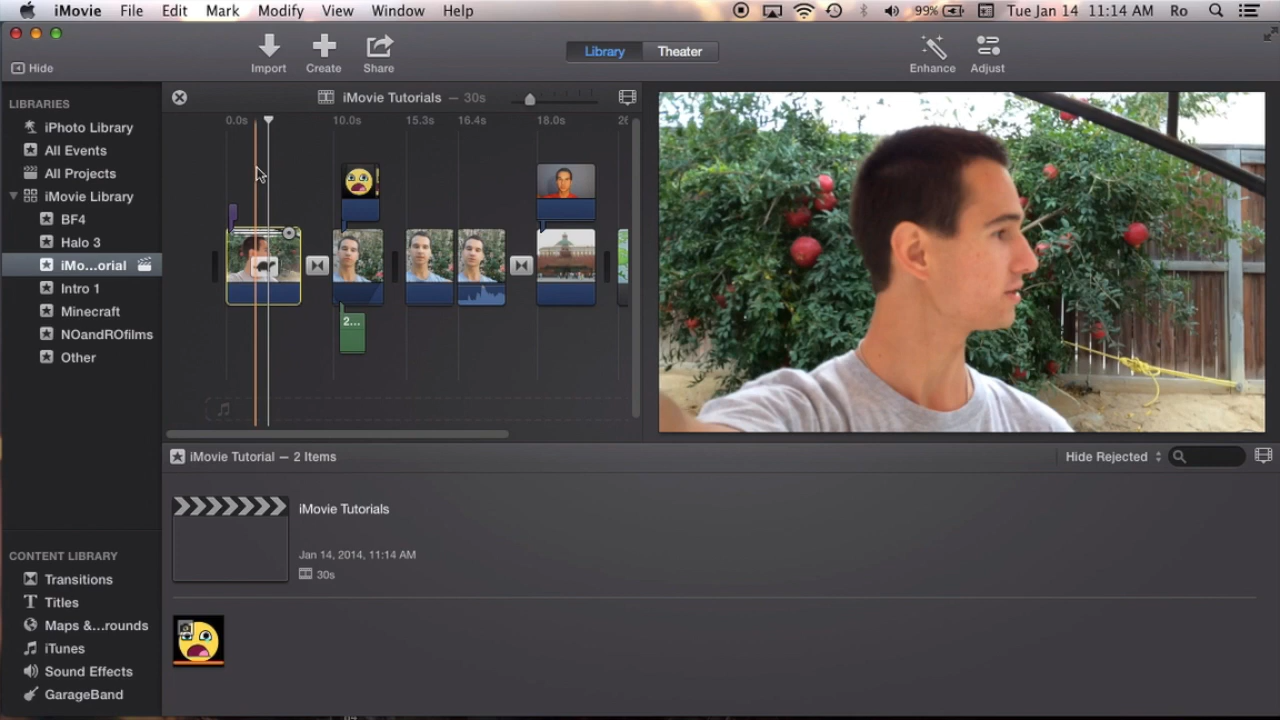 iMovie File Edit Mark Modify View Window Help 99% Tue Jan 14 11:14 AM Ro
Hide Import Create Share Library Theater Enhance Adjust
LIBRARIES
iPhoto Library
All Events
All Projects
iMovie Library
BF4
Halo 3
iMo...orial
Intro 1
Minecraft
NOandROfilms
Other
CONTENT LIBRARY
Transitions
Titles
Maps &...rounds
iTunes
Sound Effects
GarageBand
iMovie Tutorials — 30s
0.0s 10.0s 15.3s 16.4s 18.0s
2...
iMovie Tutorial — 2 Items Hide Rejected
iMovie Tutorials
Jan 14, 2014, 11:14 AM
30s